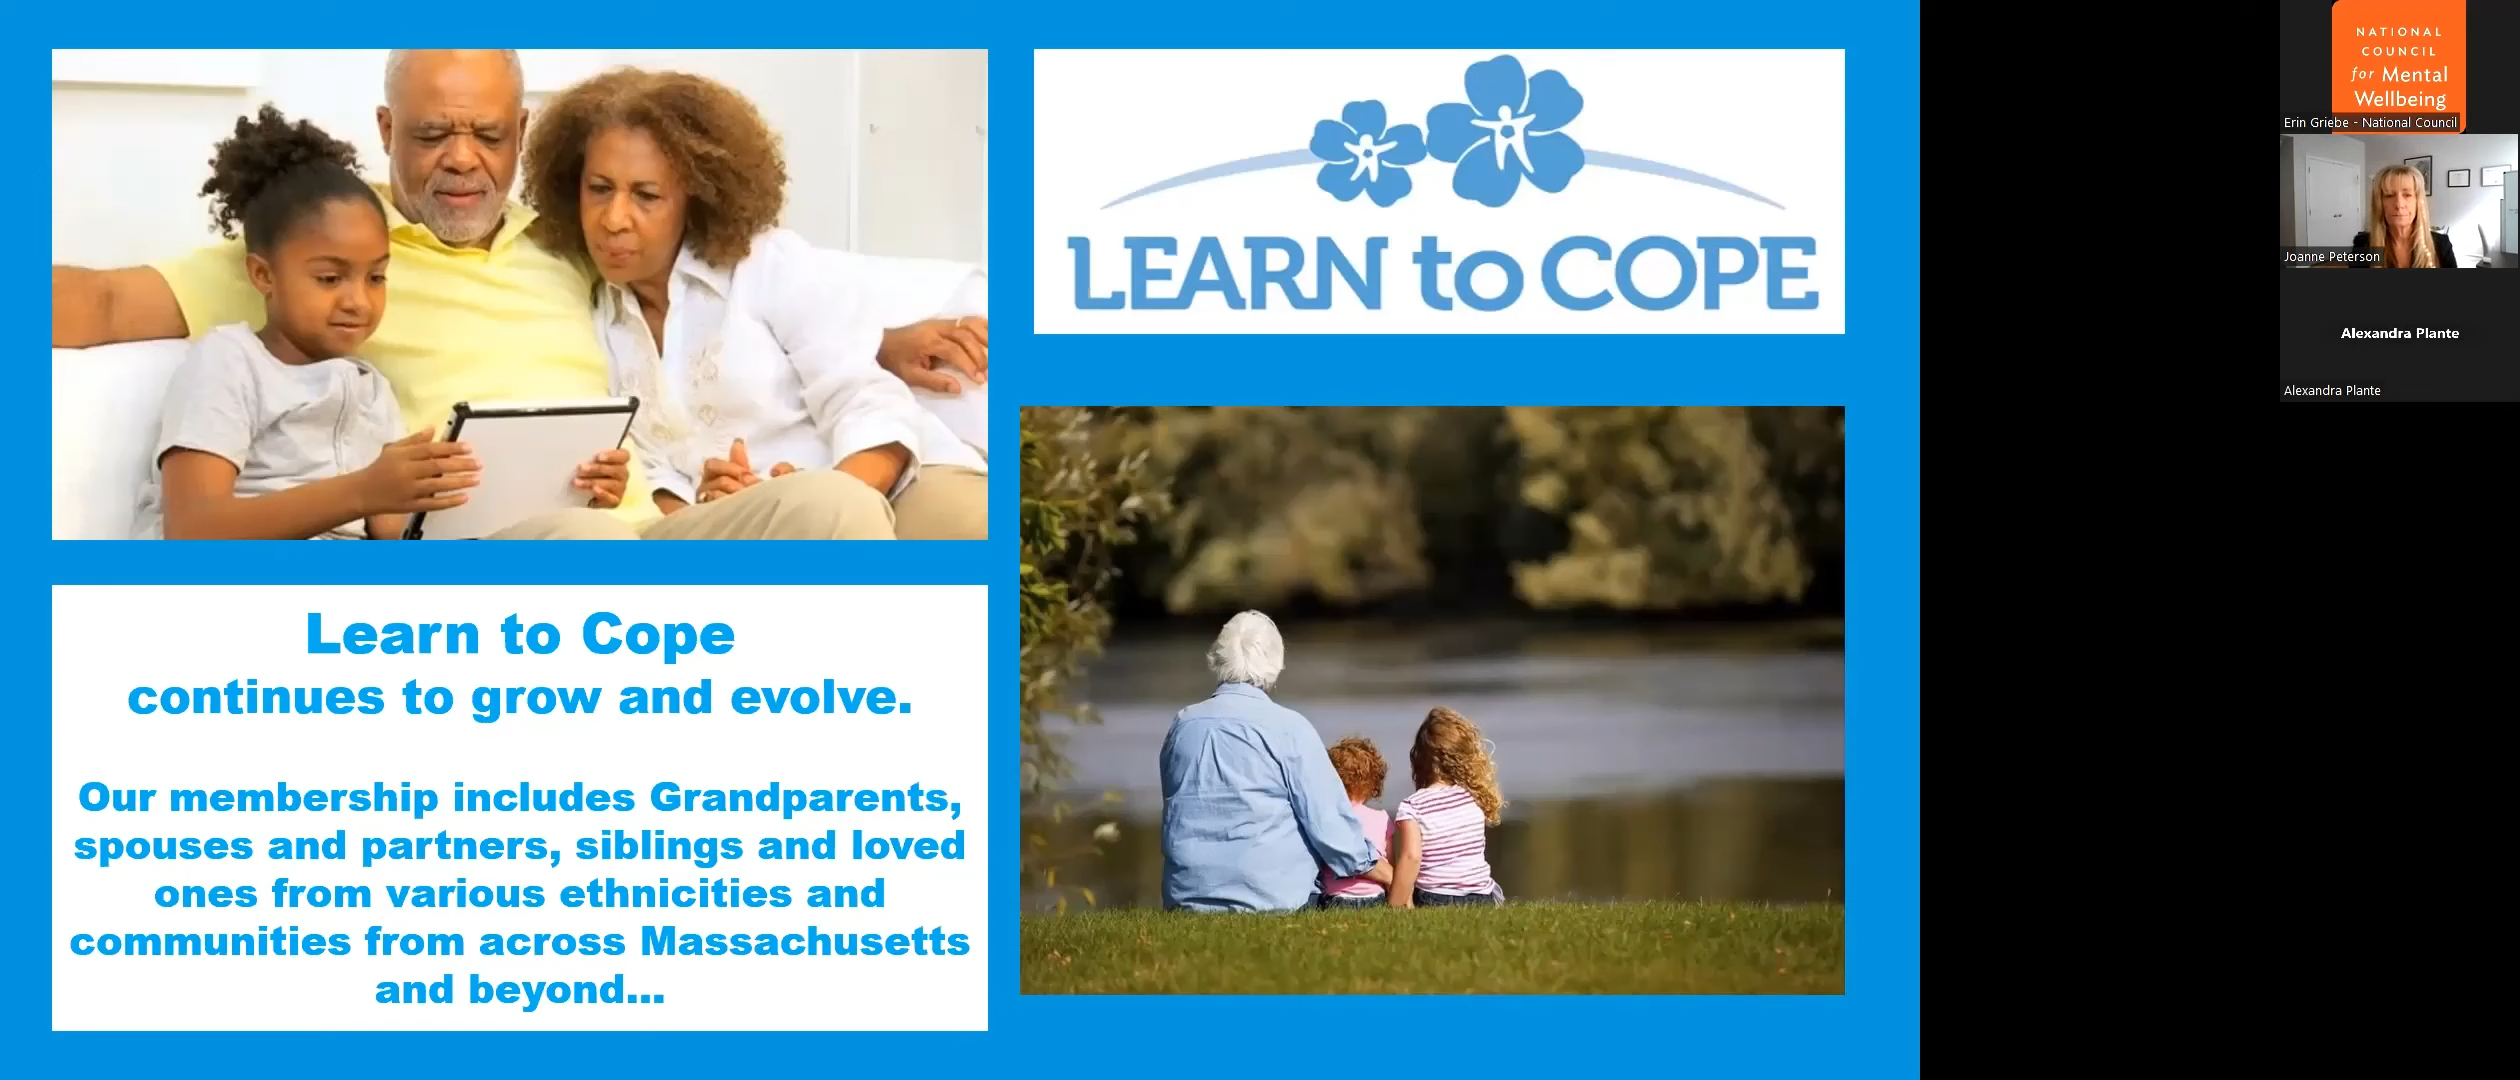 LEARN to COPE
Learn to Cope
continues to grow and evolve.
Our membership includes Grandparents,
spouses and partners, siblings and loved
ones from various ethnicities and
communities from across Massachusetts
and beyond...
NATIONAL
COUNCIL
for Mental
Wellbeing
Erin Griebe - National Council
Joanne Peterson
Alexandra Plante
Alexandra Plante